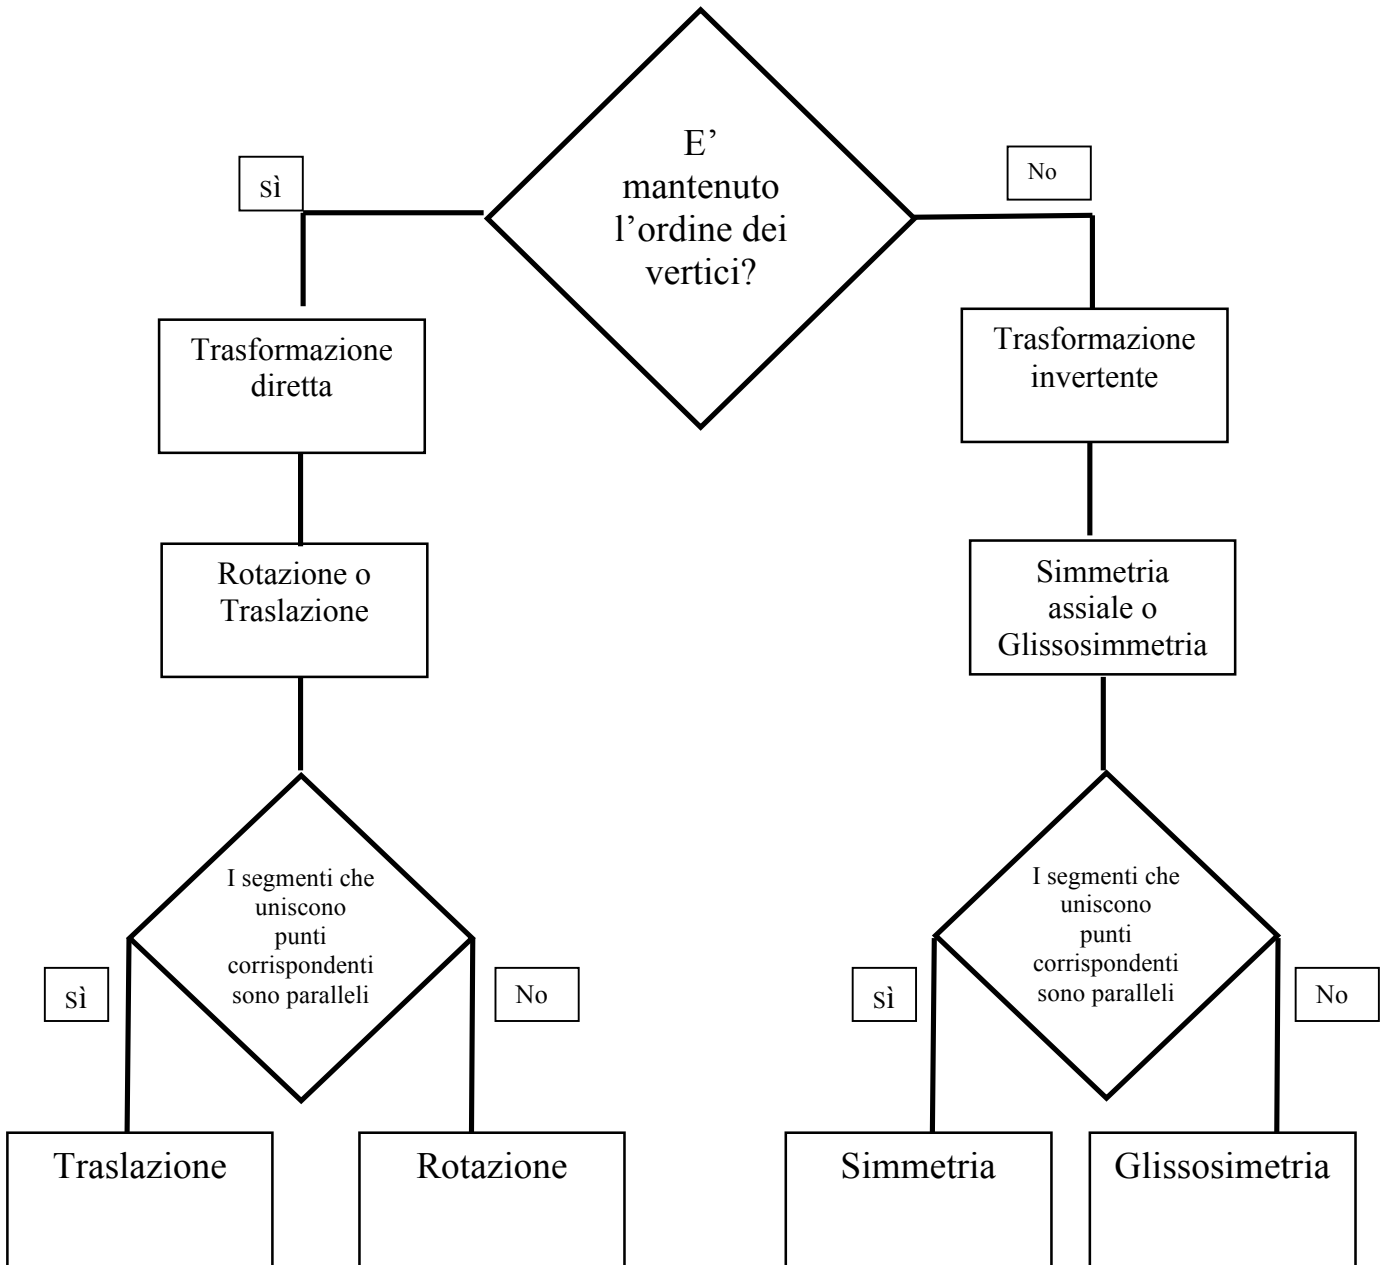 E’
mantenuto
l’ordine dei
vertici?
sì
No
Trasformazione
diretta
Trasformazione
invertente
Rotazione o
Traslazione
Simmetria
assiale o
Glissosimmetria
I segmenti che
uniscono
punti
corrispondenti
sono paralleli
I segmenti che
uniscono
punti
corrispondenti
sono paralleli
sì
No
sì
No
Traslazione
Rotazione
Simmetria
Glissosimetria